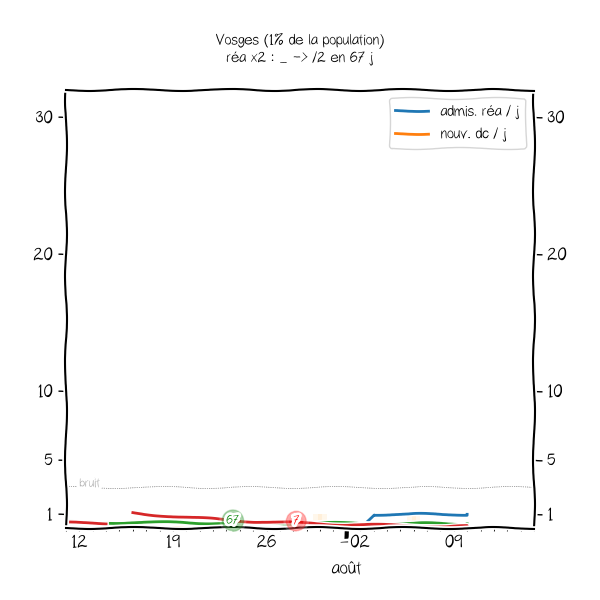 Vosges (1% de la population)
réa x2 : _ -> /2 en 67 j
admis. réa / j
nouv. dc / j
30
30
20
20
10
10
5
5
bruit
1
1
67
7
12
19
26
02
09
août